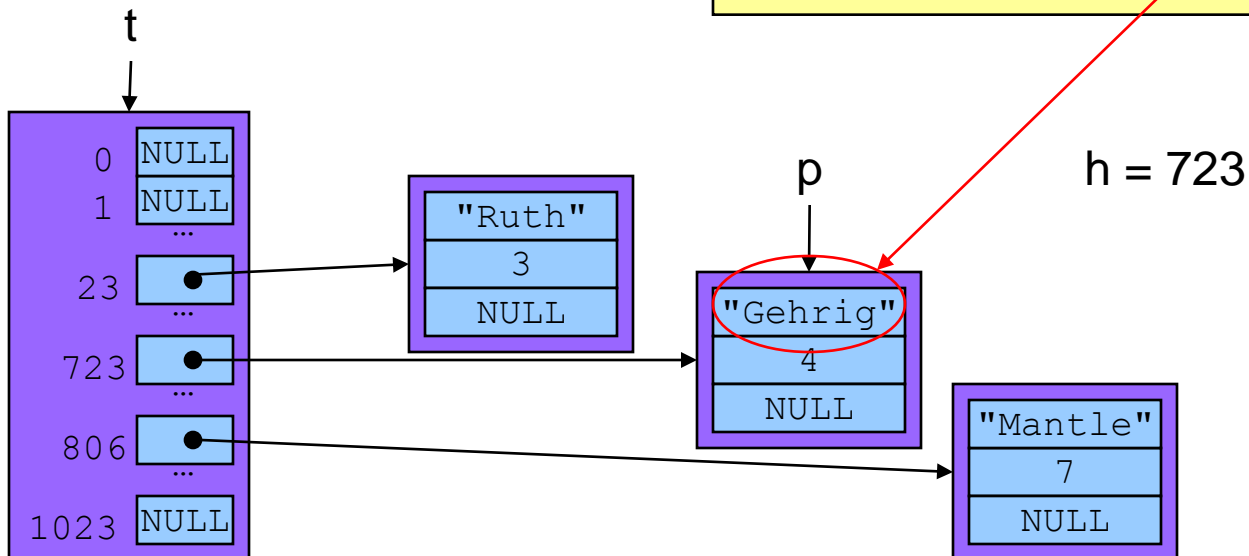 t
0 NULL
1 NULL
...
23
...
723
...
806
...
1023 NULL
"Ruth"
3
NULL
p
"Gehrig"
4
NULL
h = 723
"Mantle"
7
NULL